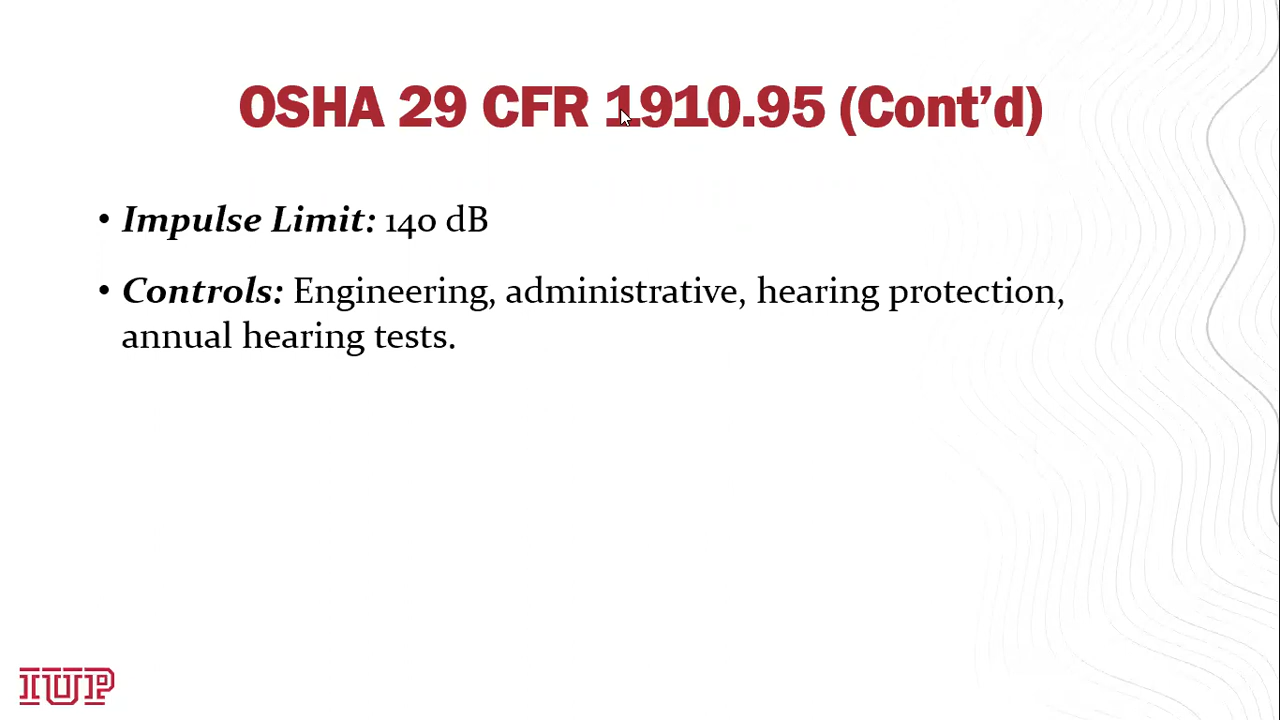 OSHA 29 CFR 1910.95 (Cont’d)
• Impulse Limit: 140 dB
• Controls: Engineering, administrative, hearing protection,
annual hearing tests.
IUP